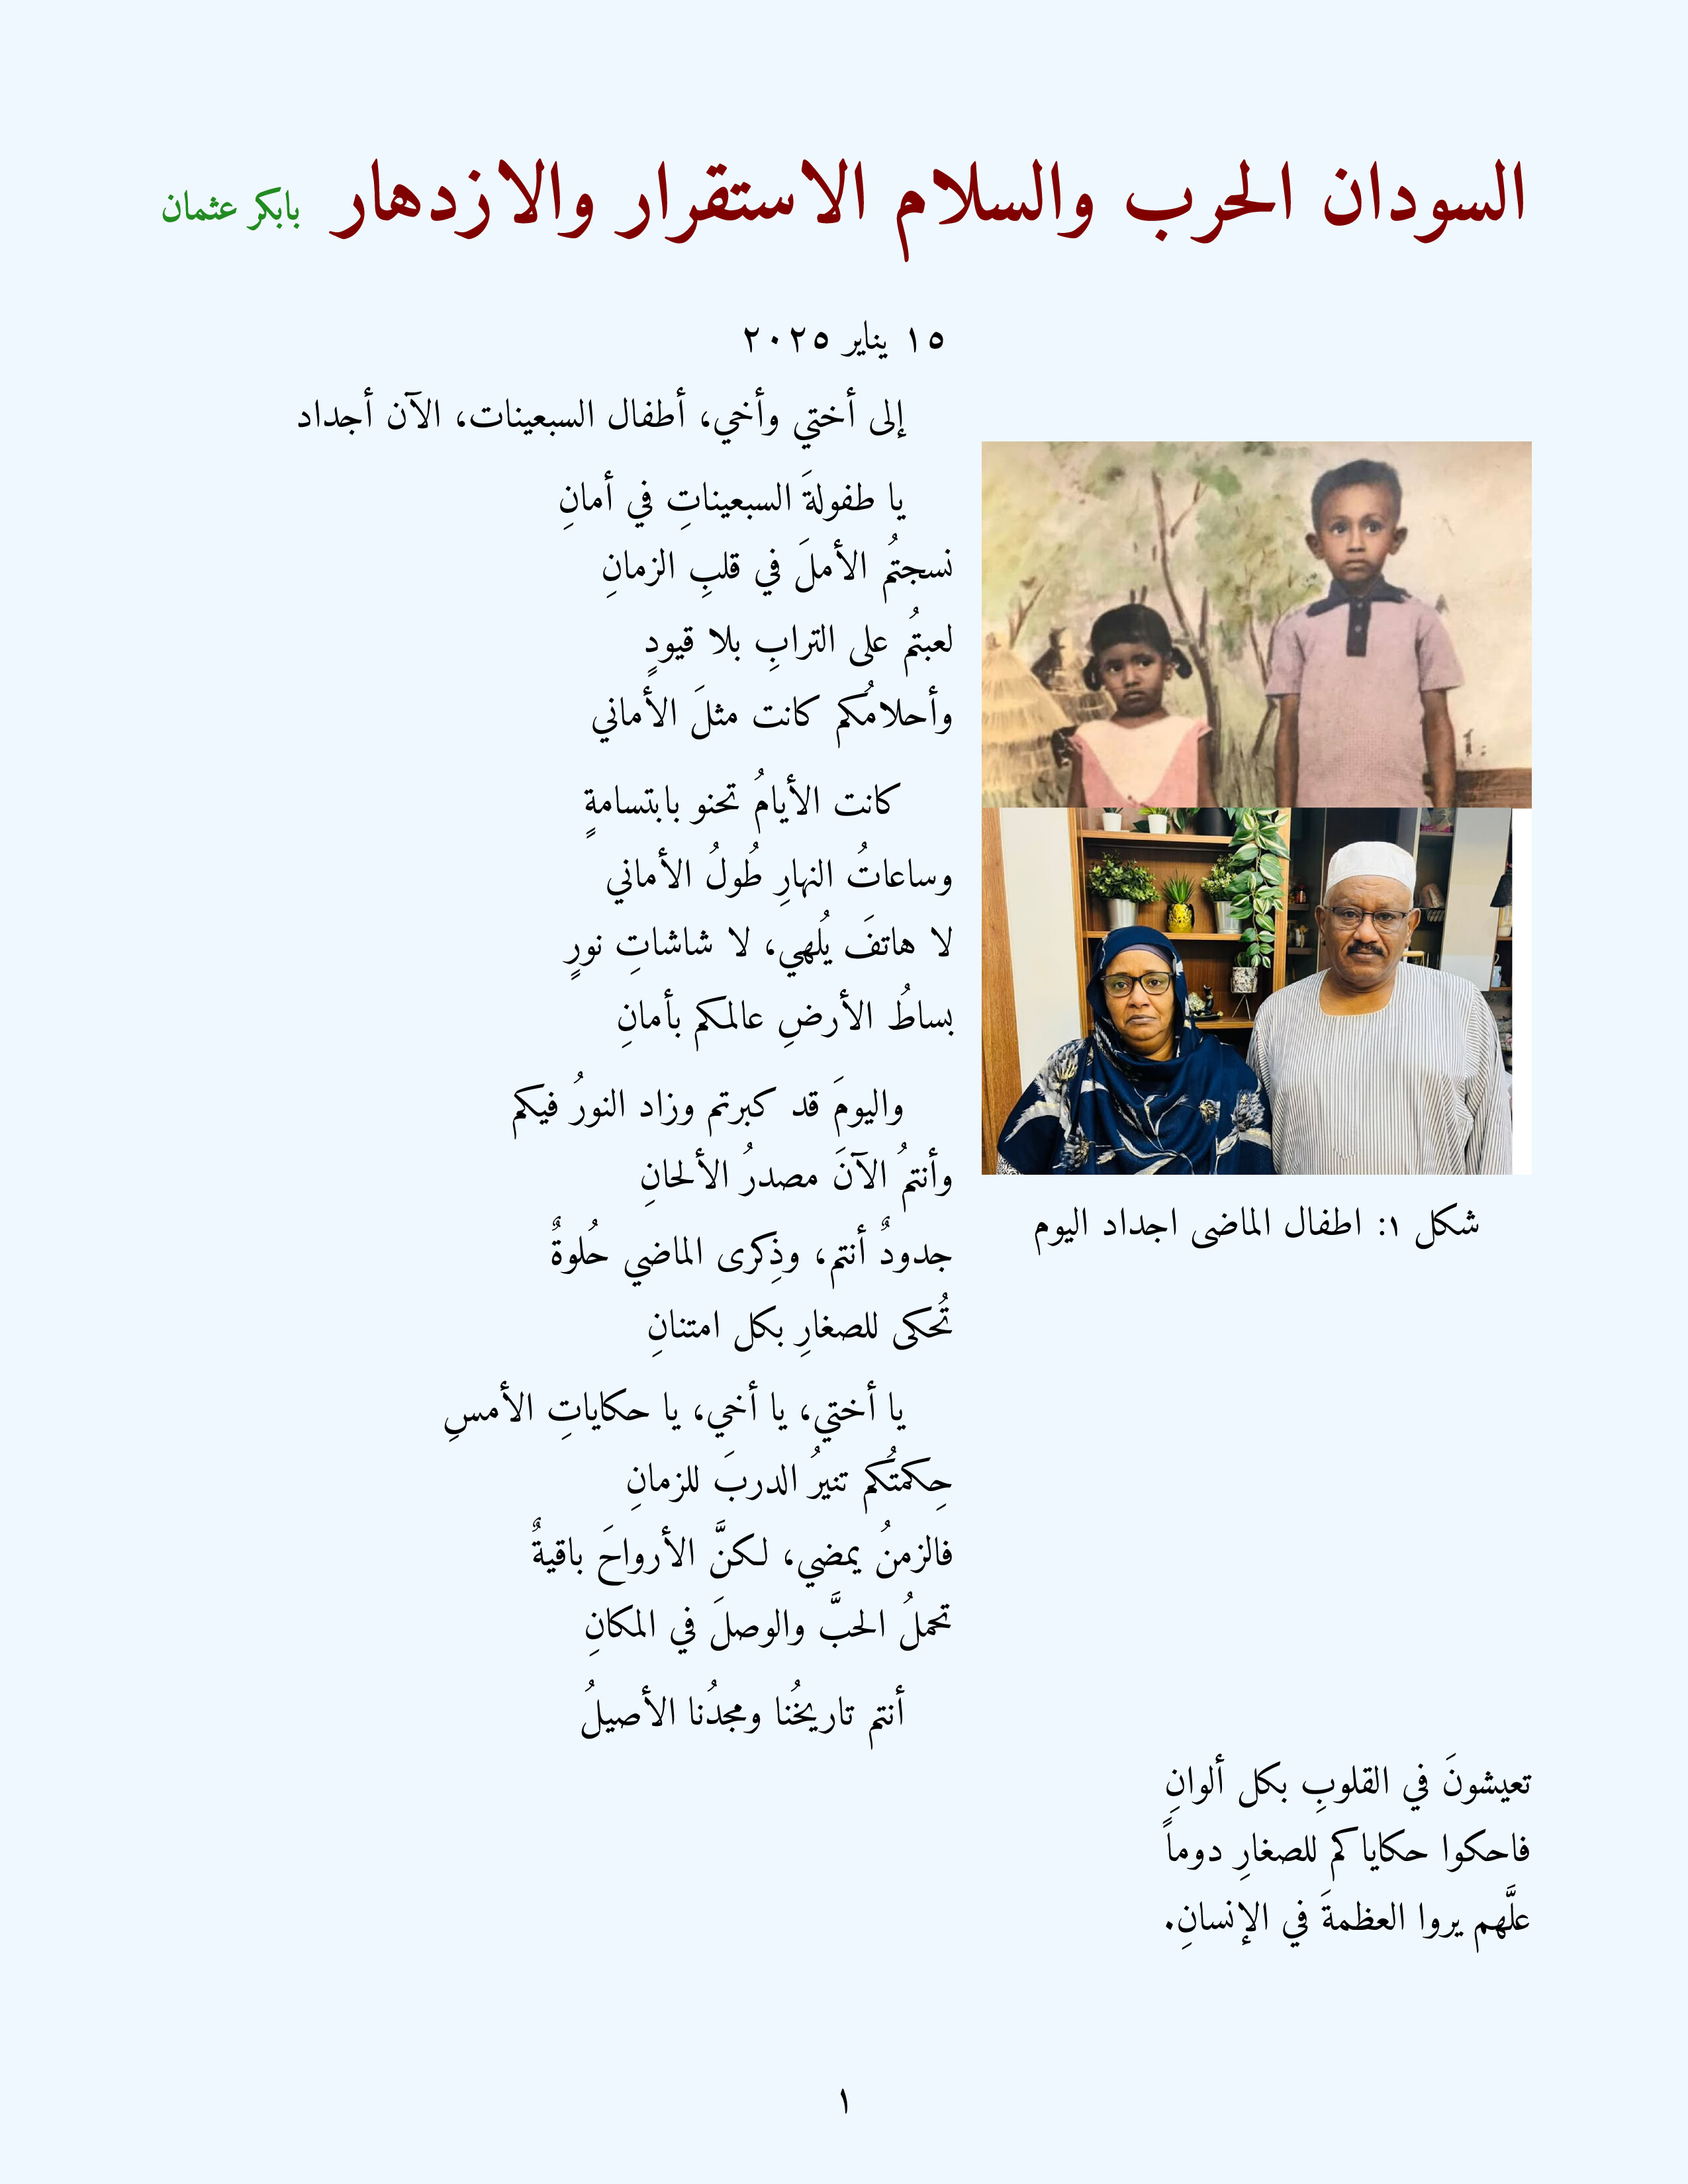 السودان الحرب والسلام الاستقرار والازدهار بابكر عثمان
١٥ يناير ٢٠٢٥
إلى أختي وأخي، أطفال السبعينات، الآن أجداد
يا طفولةَ السبعيناتِ في أمانِ
نسجتمُ الأملَ في قلبِ الزمانِ
لعبتمُ على الترابِ بلا قيودٍ
وأحلامُكم كانت مثلَ الأماني
كانت الأيامُ تحنو بابتسامةٍ
وساعاتُ النهارِ طُولُ الأماني
لا هاتفَ يُلهي، لا شاشاتِ نورٍ
بساطُ الأرضِ عالمكم بأمانِ
واليومَ قد كبرتم وزاد النورُ فيكم
وأنتمُ الآنَ مصدرُ الألحانِ
جدودٌ أنتم، وذِكرى الماضي حُلوةٌ
تُحكى للصغارِ بكل امتنانِ
يا أختي، يا أخي، يا حكاياتِ الأمسِ
حِكمتُكم تنيرُ الدربَ للزمانِ
فالزمنُ يمضي، لكنَّ الأرواحَ باقيةٌ
تحملُ الحبَّ والوصلَ في المكانِ
أنتم تاريخُنا ومجدُنا الأصيلُ
تعيشونَ في القلوبِ بكل ألوانِ
فاحكوا حكاياكم للصغارِ دوماً
علَّهم يروا العظمةَ في الإنسانِ.
شكل ١: اطفال الماضى اجداد اليوم
١